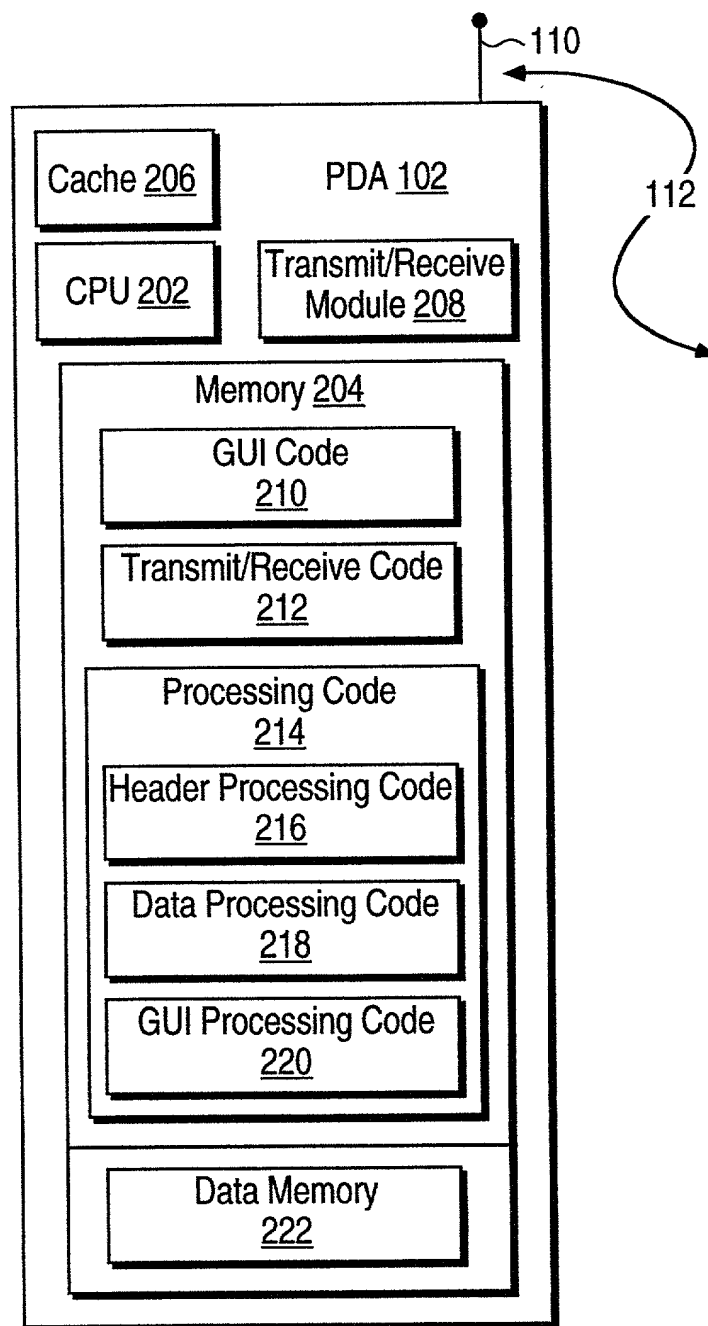 110
Cache 206
PDA 102
112
CPU 202
Transmit/Receive
Module 208
Memory 204
GUI Code
210
Transmit/Receive Code
212
Processing Code
214
Header Processing Code
216
Data Processing Code
218
GUI Processing Code
220
Data Memory
222